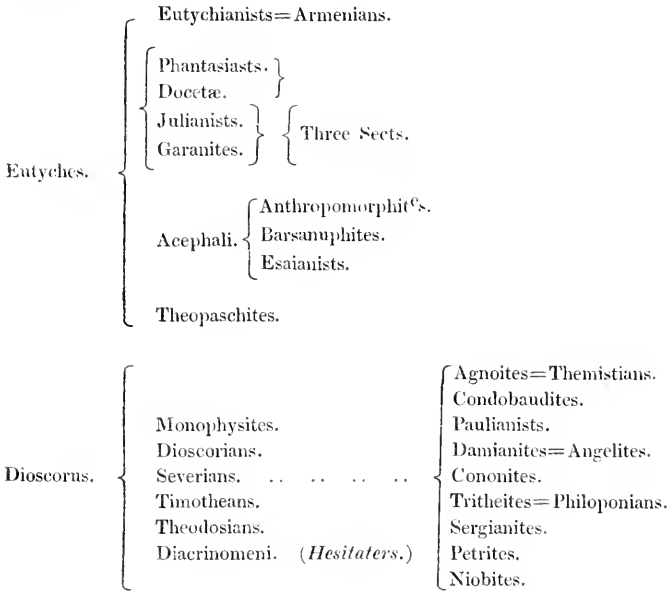 Eutychianists=Armenians.
Phantasiasts.
Docetæ.
Julianists.
Garanites.
Three Sects.
Eutyches.
Acephali.
Anthropomorphites.
Barsanuphites.
Esaianists.
Theopaschites.
Dioscorus.
Monophysites.
Dioscorians.
Severians. .. .. .. ..
Timotheans.
Theodosians.
Diacrinomeni. (Hesitaters.)
Agnoites=Themistians.
Condobaudites.
Paulianists.
Damianites=Angelites.
Cononites.
Tritheites=Philoponians.
Sergianites.
Petrites.
Niobites.